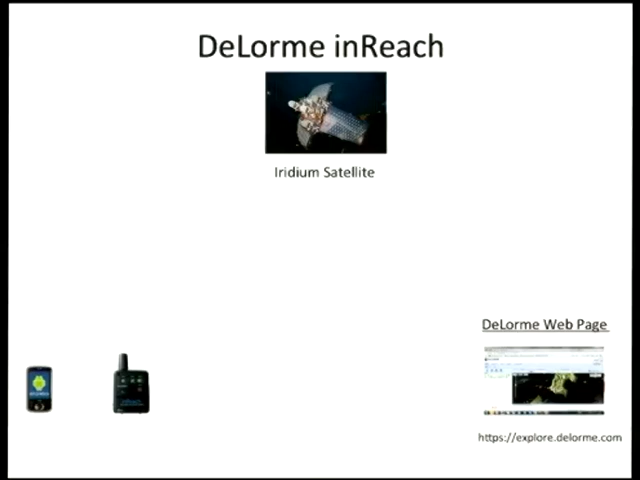 DeLorme inReach
Iridium Satellite
DeLorme Web Page
https://explore.delorme.com